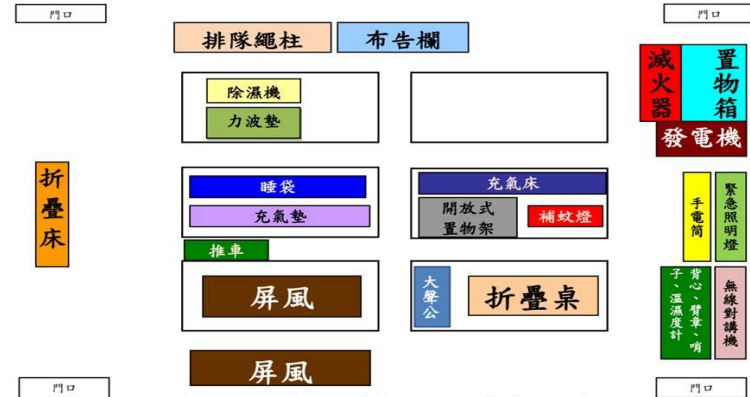 門口
門口
排隊繩柱
布告欄
滅火器
置物箱
發電機
除濕機
力波墊
折疊床
睡袋
充氣墊
充氣床
開放式
置物架
補蚊燈
手電筒
緊急照明燈
推車
屏風
大聲公
折疊桌
背心、臂章、哨
子、溫濕度計
無線對講機
屏風
門口
門口